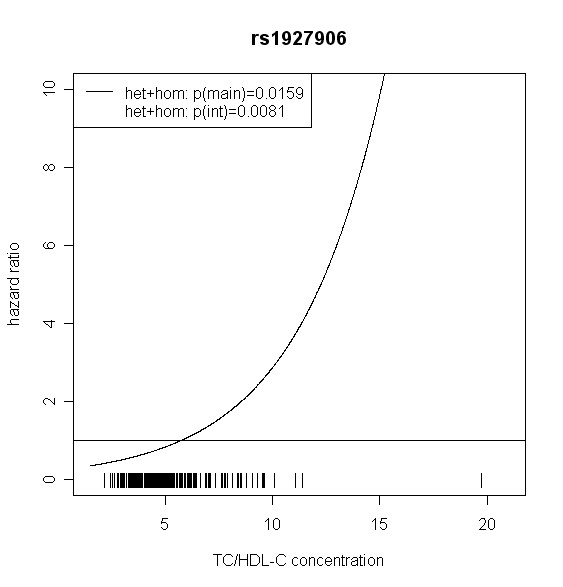 rs1927906
het+hom: p(main)=0.0159
het+hom: p(int)=0.0081
10
8
6
4
2
0
hazard ratio
5
10
15
20
TC/HDL-C concentration